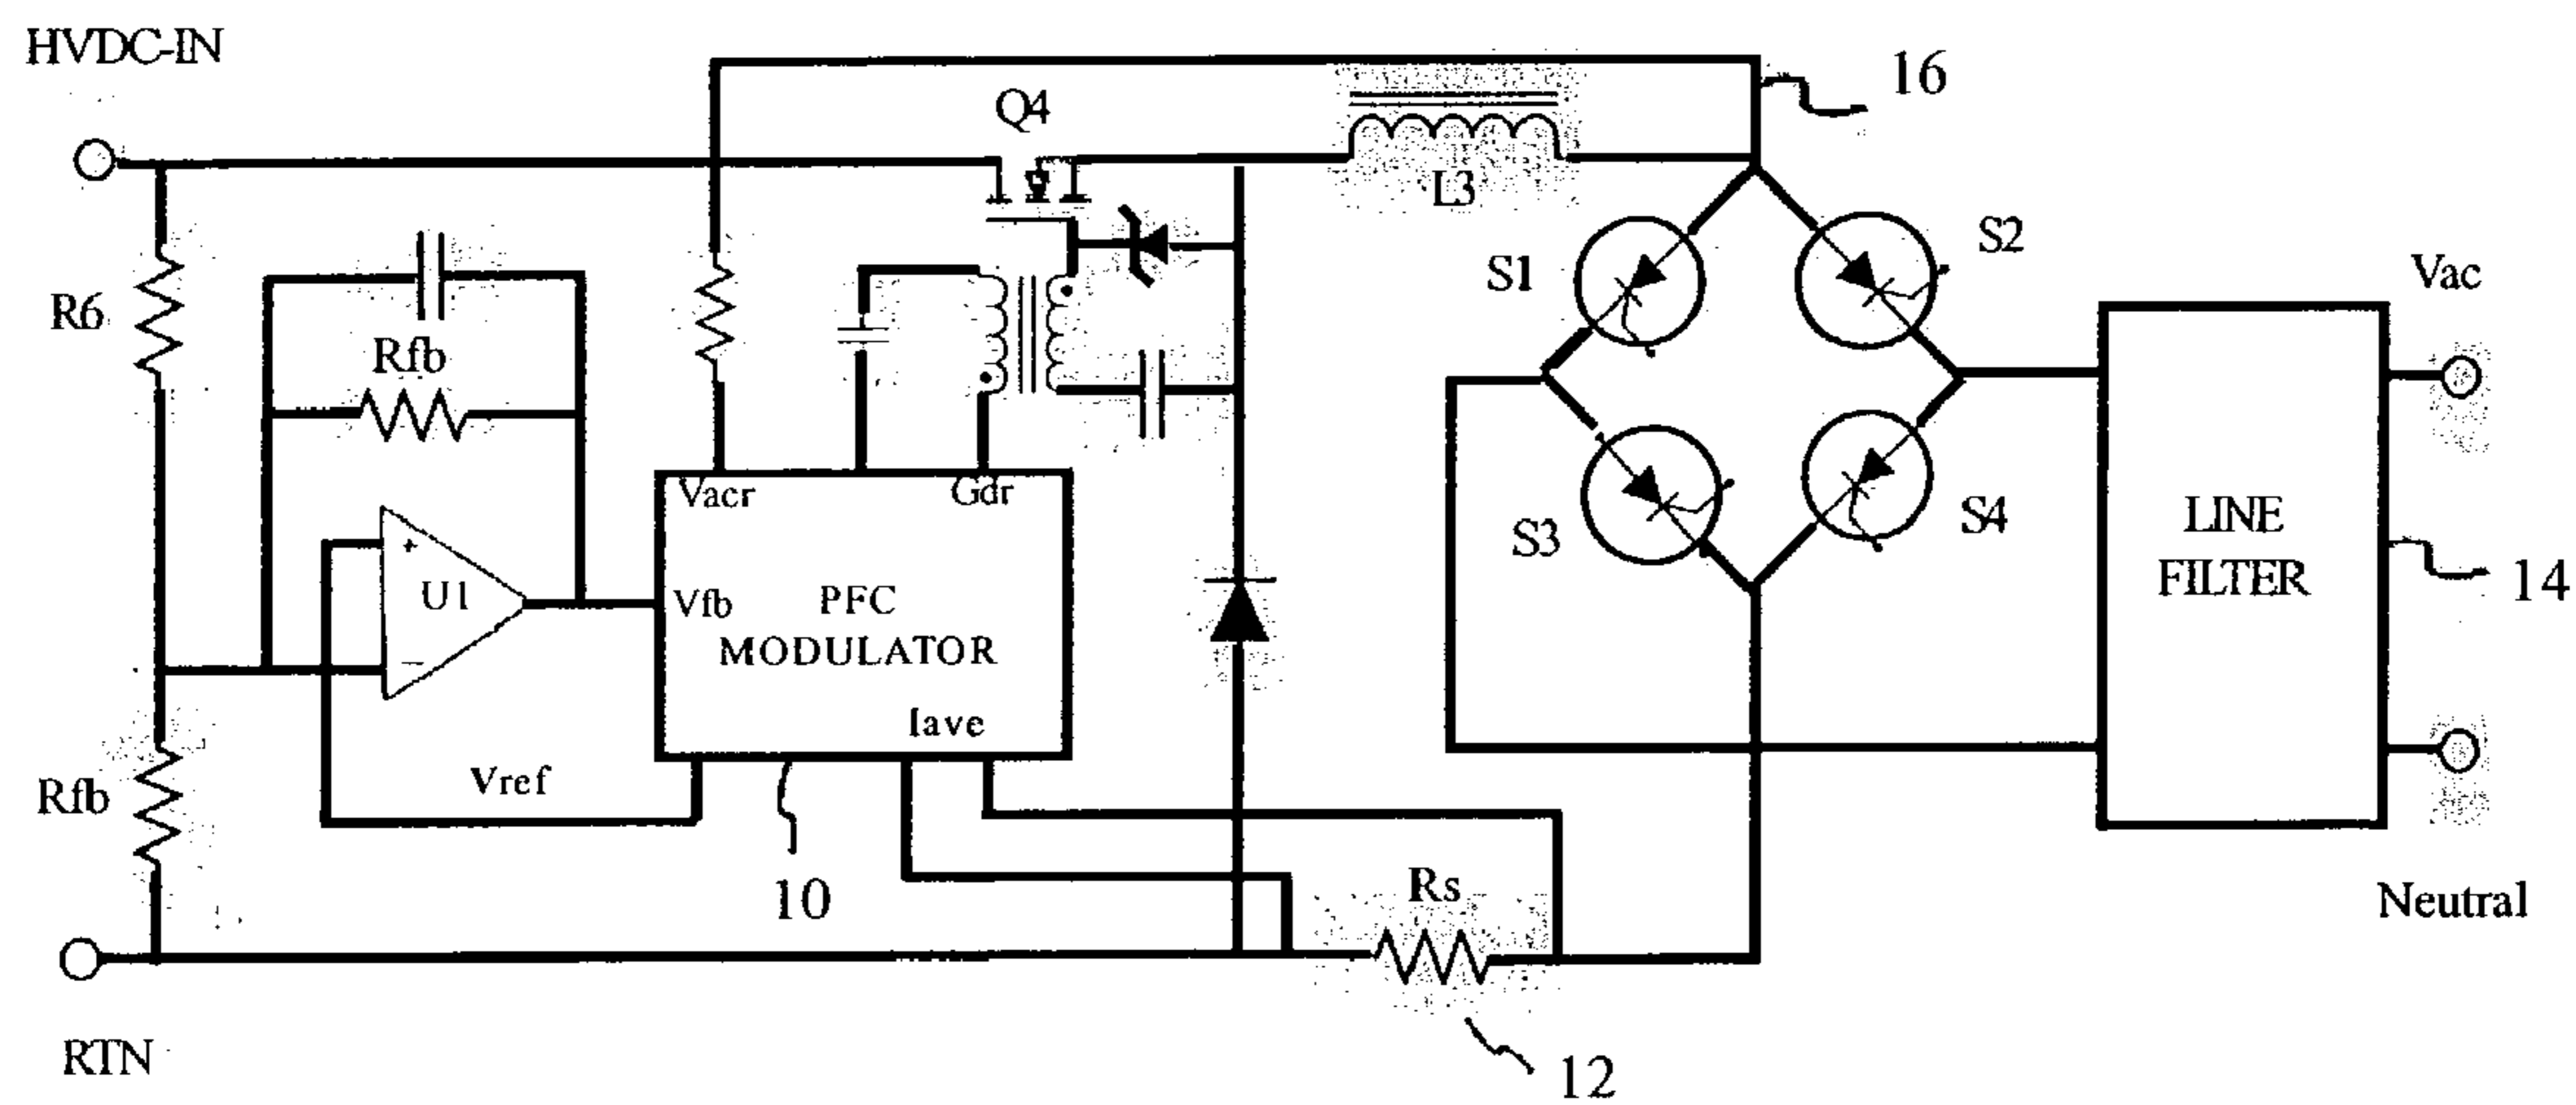 HVDC-IN
16
Q4
L3
S1
S2
Vac
R6
Rfb
Vacr
Gdr
S3
S4
LINE
FILTER
14
+
U1
−
Vfb
PFC
MODULATOR
Iave
Vref
Rfb
10
Rs
Neutral
RTN
12